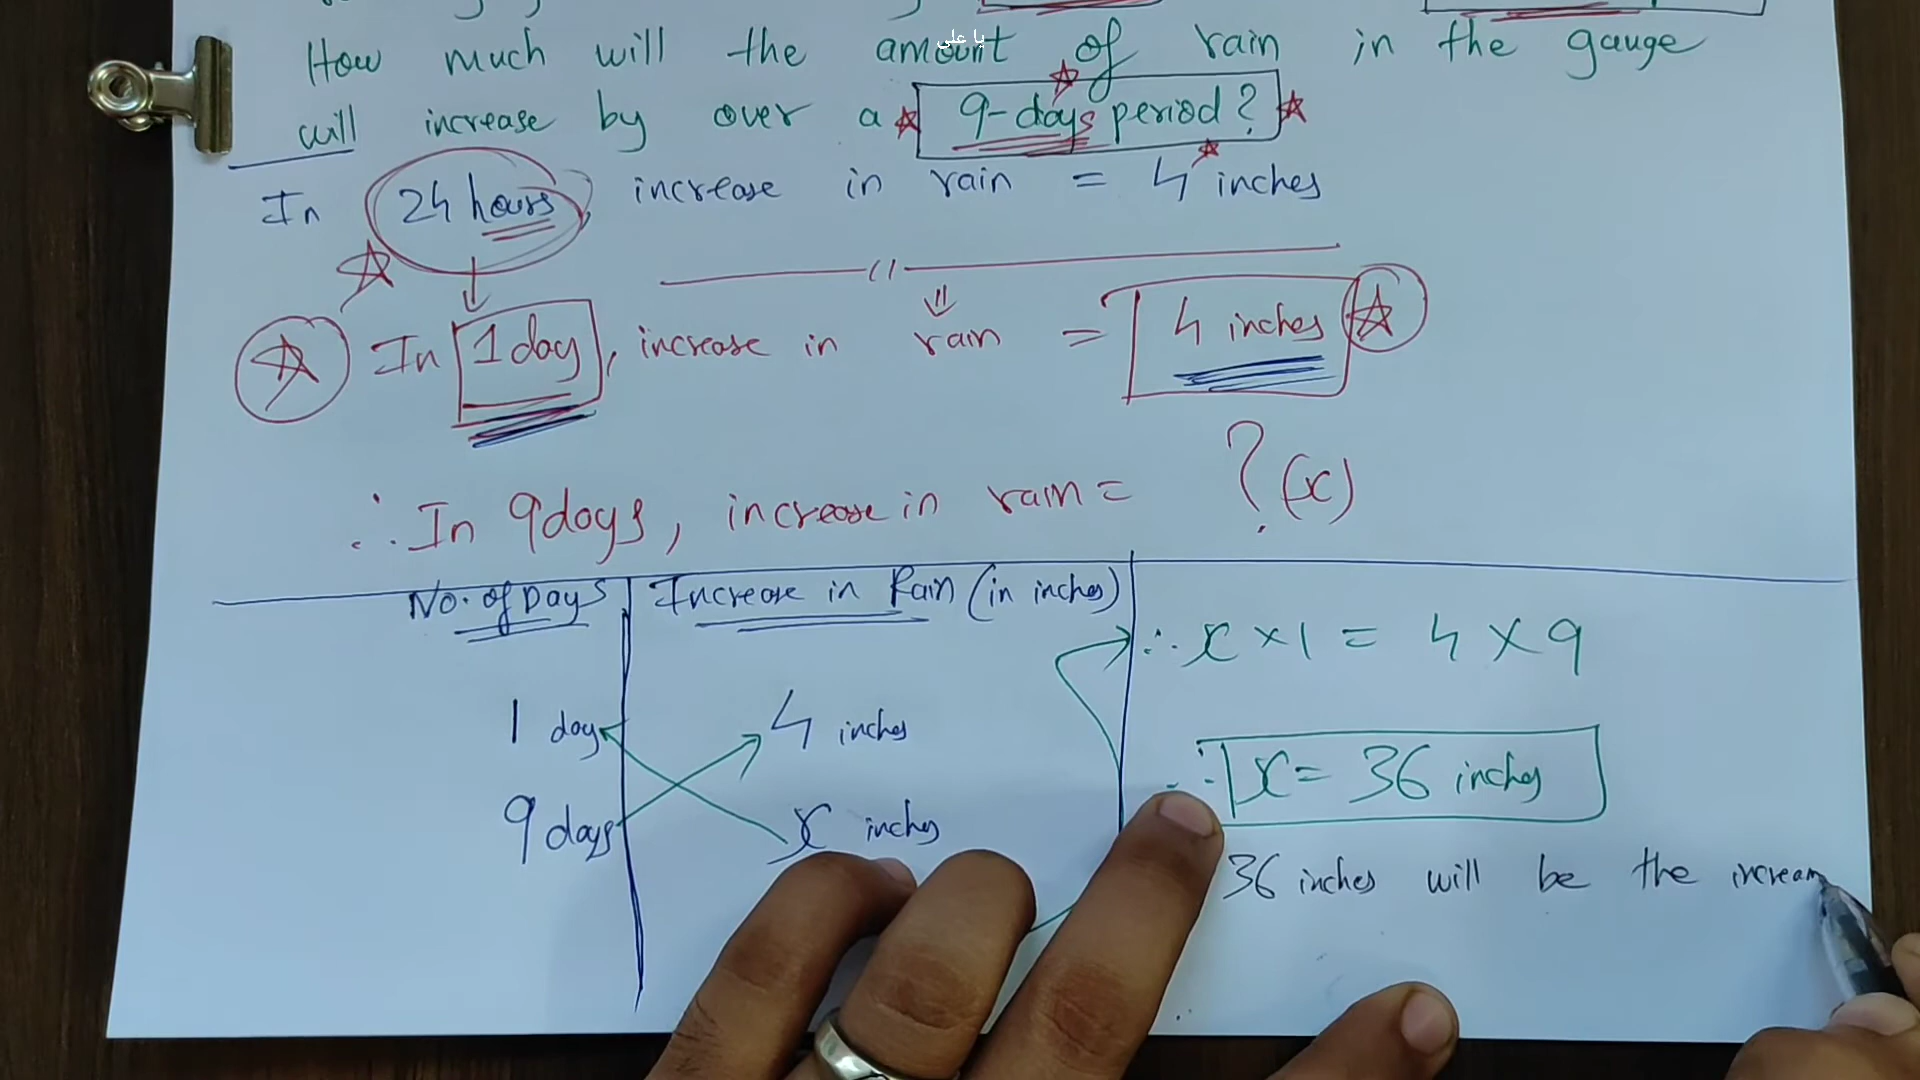 How much will the amount of rain in the gauge
will increase by over a 9-days period?
يا علي
In 24 hours, increase in rain = 4 inches
In 1 day, increase in rain = 4 inches
∴ In 9 days, increase in rain = ? (x)
No. of Days Increase in Rain (in inches)
1 day 4 inches
9 days x inches
∴ x × 1 = 4 × 9
∴ x = 36 inches
36 inches will be the